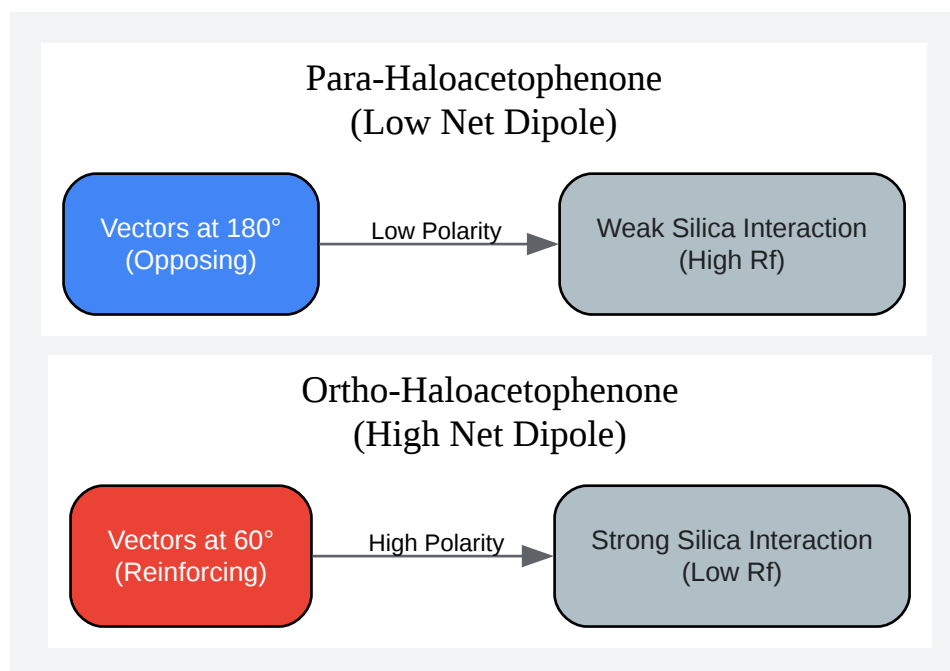 Para-Haloacetophenone
(Low Net Dipole)
Vectors at 180°
(Opposing)
Low Polarity
Weak Silica Interaction
(High Rf)
Ortho-Haloacetophenone
(High Net Dipole)
Vectors at 60°
(Reinforcing)
High Polarity
Strong Silica Interaction
(Low Rf)